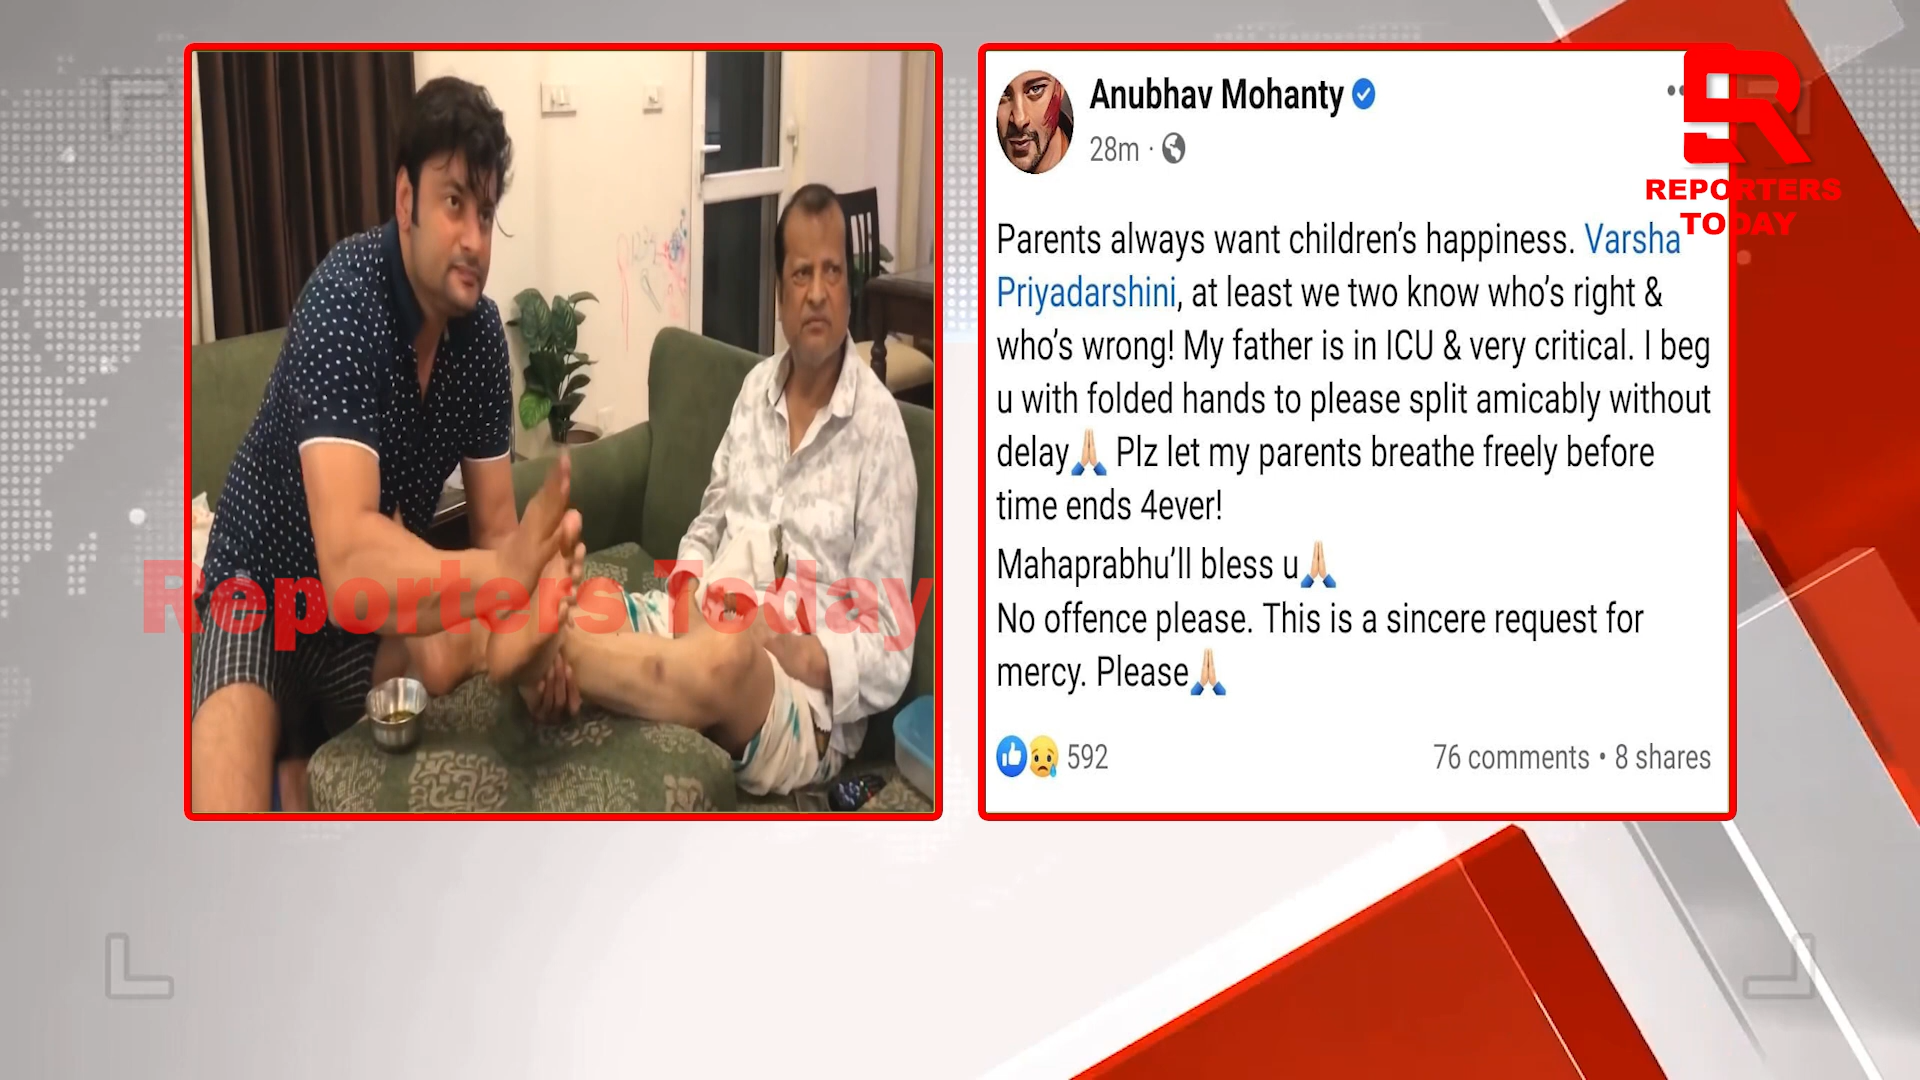 Anubhav Mohanty
28m ·
Parents always want children's happiness. Varsha
Priyadarshini, at least we two know who's right &
who's wrong! My father is in ICU & very critical. I beg
u with folded hands to please split amicably without
delay🙏🏼 Plz let my parents breathe freely before
time ends 4ever!
Mahaprabhu'll bless u🙏🏼
No offence please. This is a sincere request for
mercy. Please🙏🏼
592
76 comments • 8 shares
REPORTERS
TODAY
Reporters Today